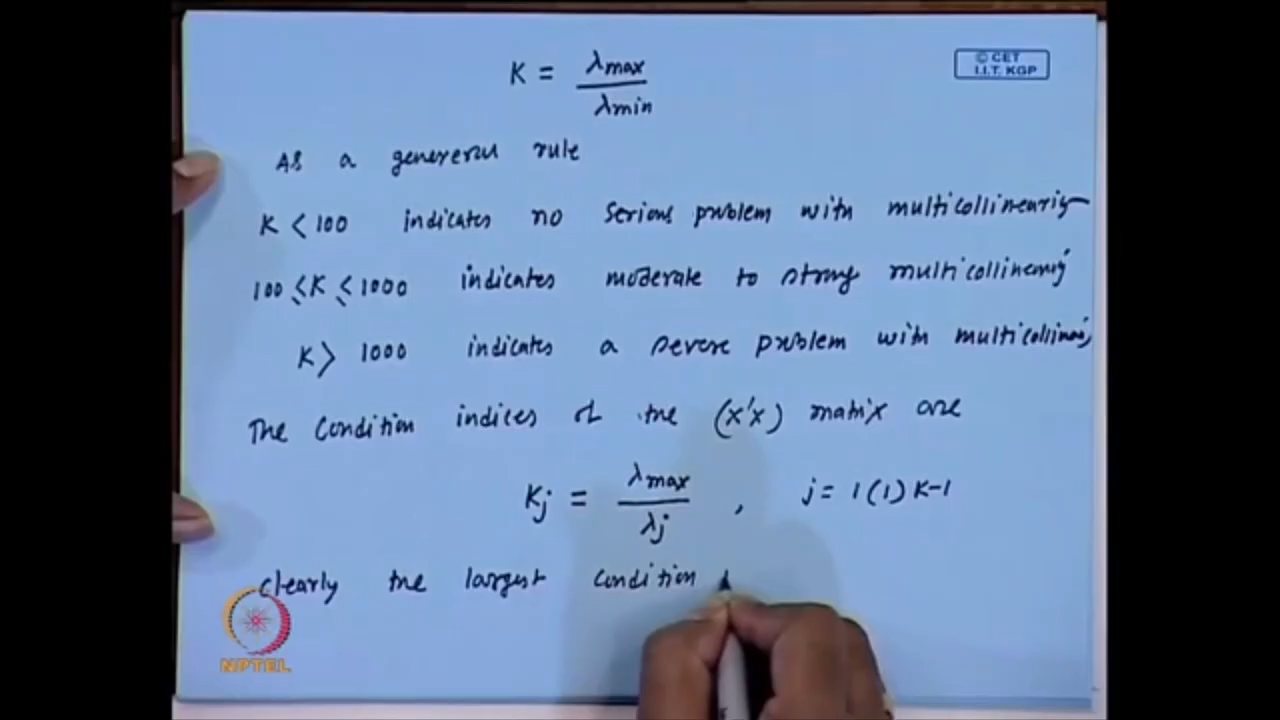 K = λmax / λmin
© CET
I.I.T. KGP
As a genereral rule
K < 100 indicates no serious problem with multicollinearity
100 ≤ K ≤ 1000 indicates moderate to strong multicollinearity
K > 1000 indicates a severe problem with multicollinearity
The condition indices of the (X'X) matrix are
Kj = λmax / λj , j = 1(1)K-1
clearly the largest condition
NPTEL